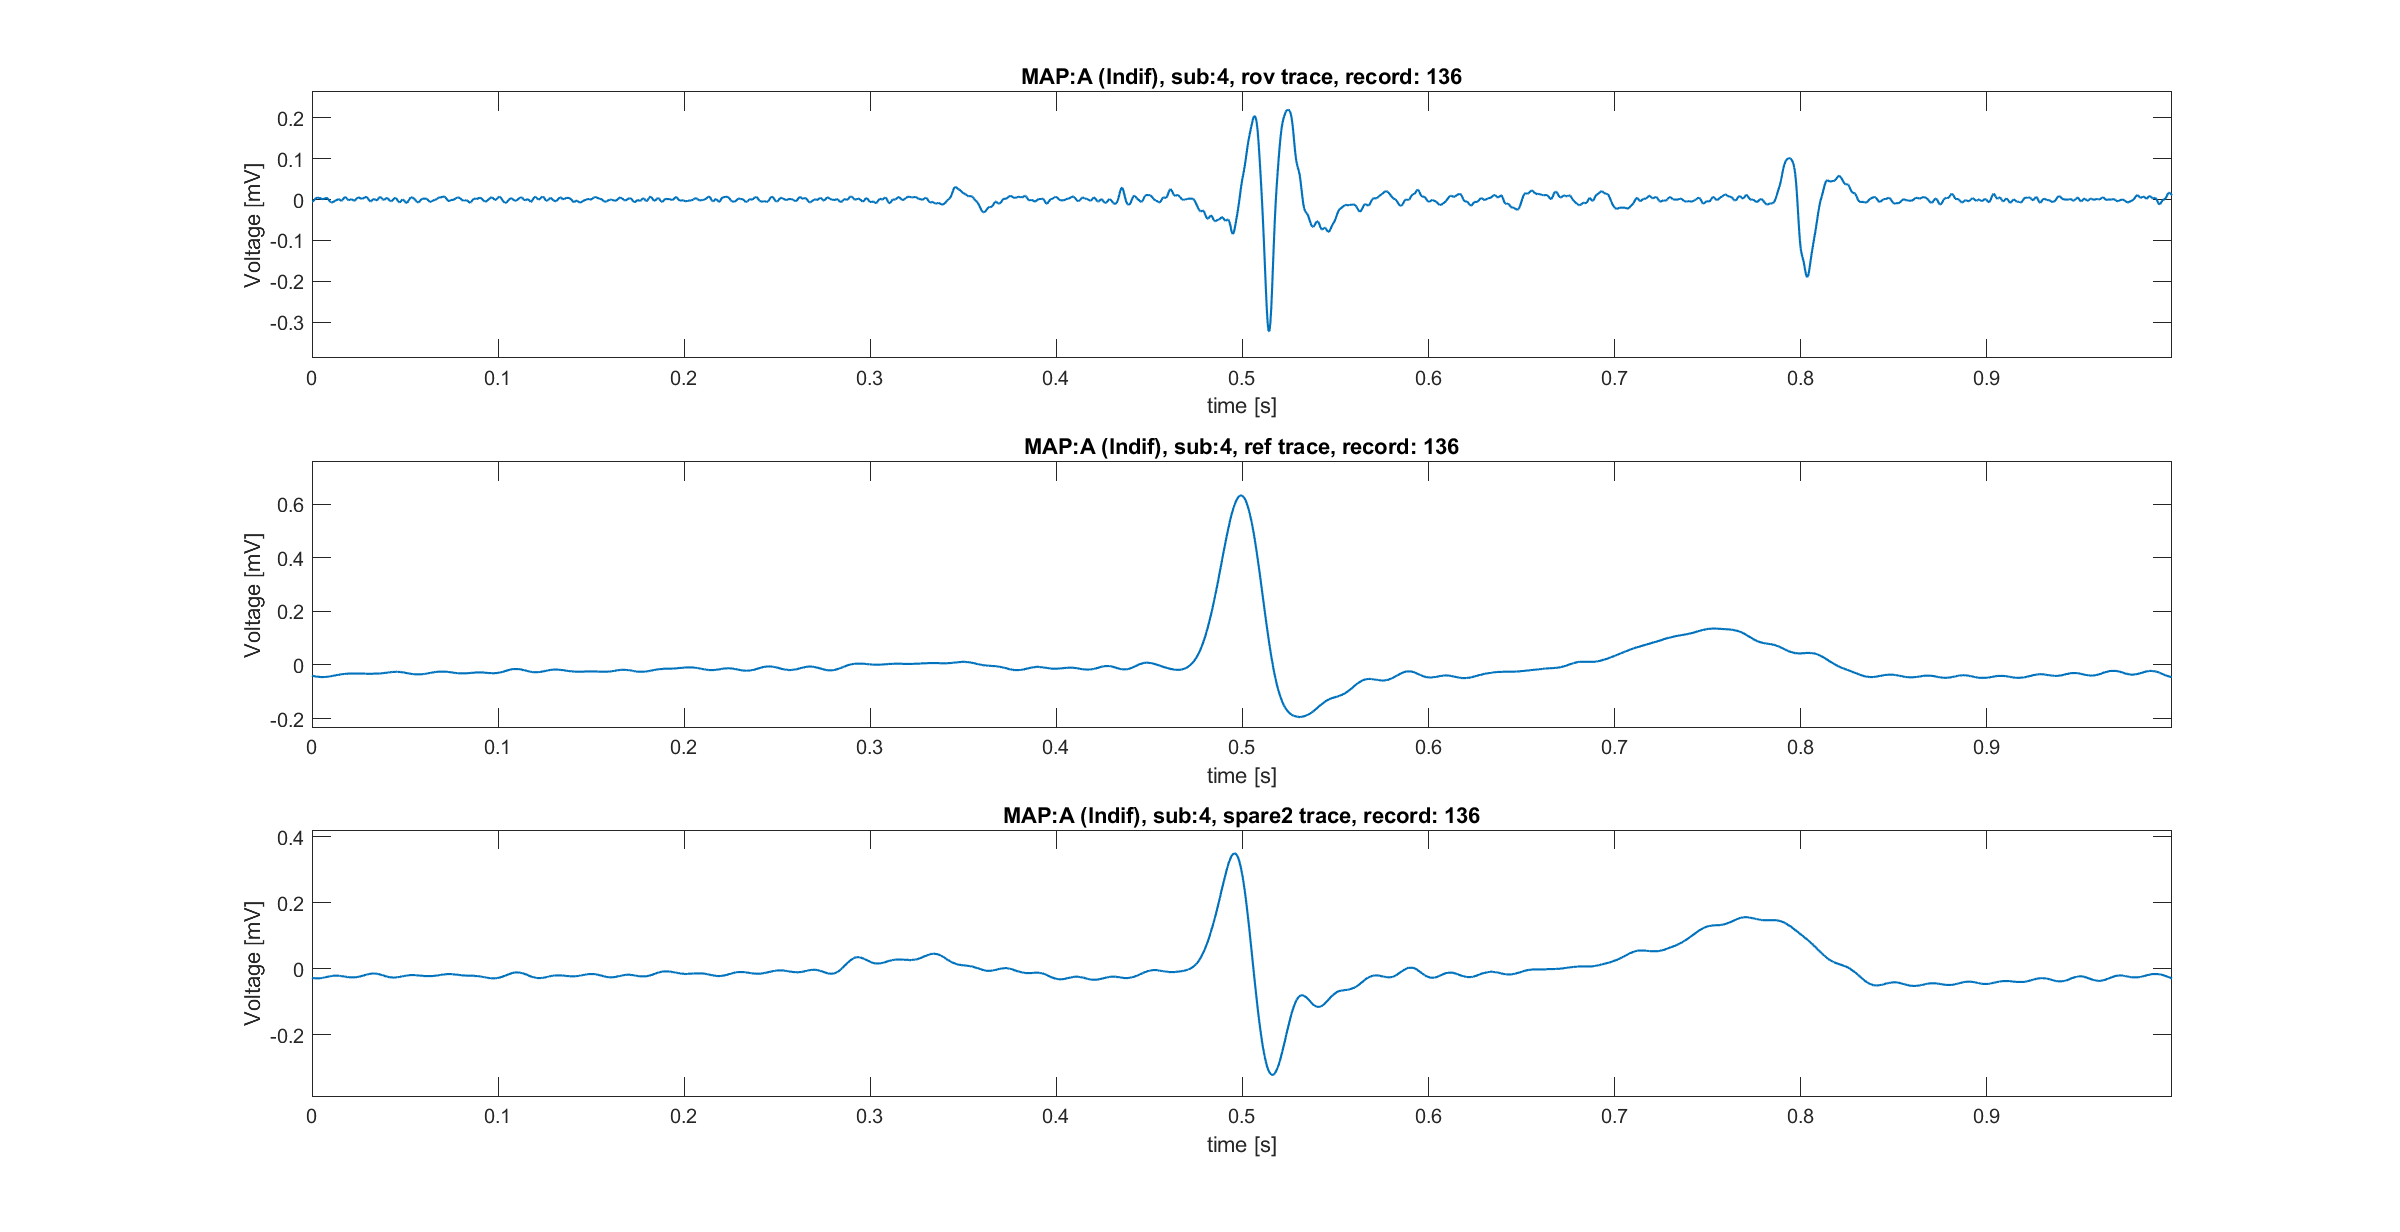 MAP:A (Indif), sub:4, rov trace, record: 136
Voltage [mV]
0.2
0.1
0
-0.1
-0.2
-0.3
0 0.1 0.2 0.3 0.4 0.5 0.6 0.7 0.8 0.9
time [s]
MAP:A (Indif), sub:4, ref trace, record: 136
Voltage [mV]
0.6
0.4
0.2
0
-0.2
0 0.1 0.2 0.3 0.4 0.5 0.6 0.7 0.8 0.9
time [s]
MAP:A (Indif), sub:4, spare2 trace, record: 136
Voltage [mV]
0.4
0.2
0
-0.2
0 0.1 0.2 0.3 0.4 0.5 0.6 0.7 0.8 0.9
time [s]